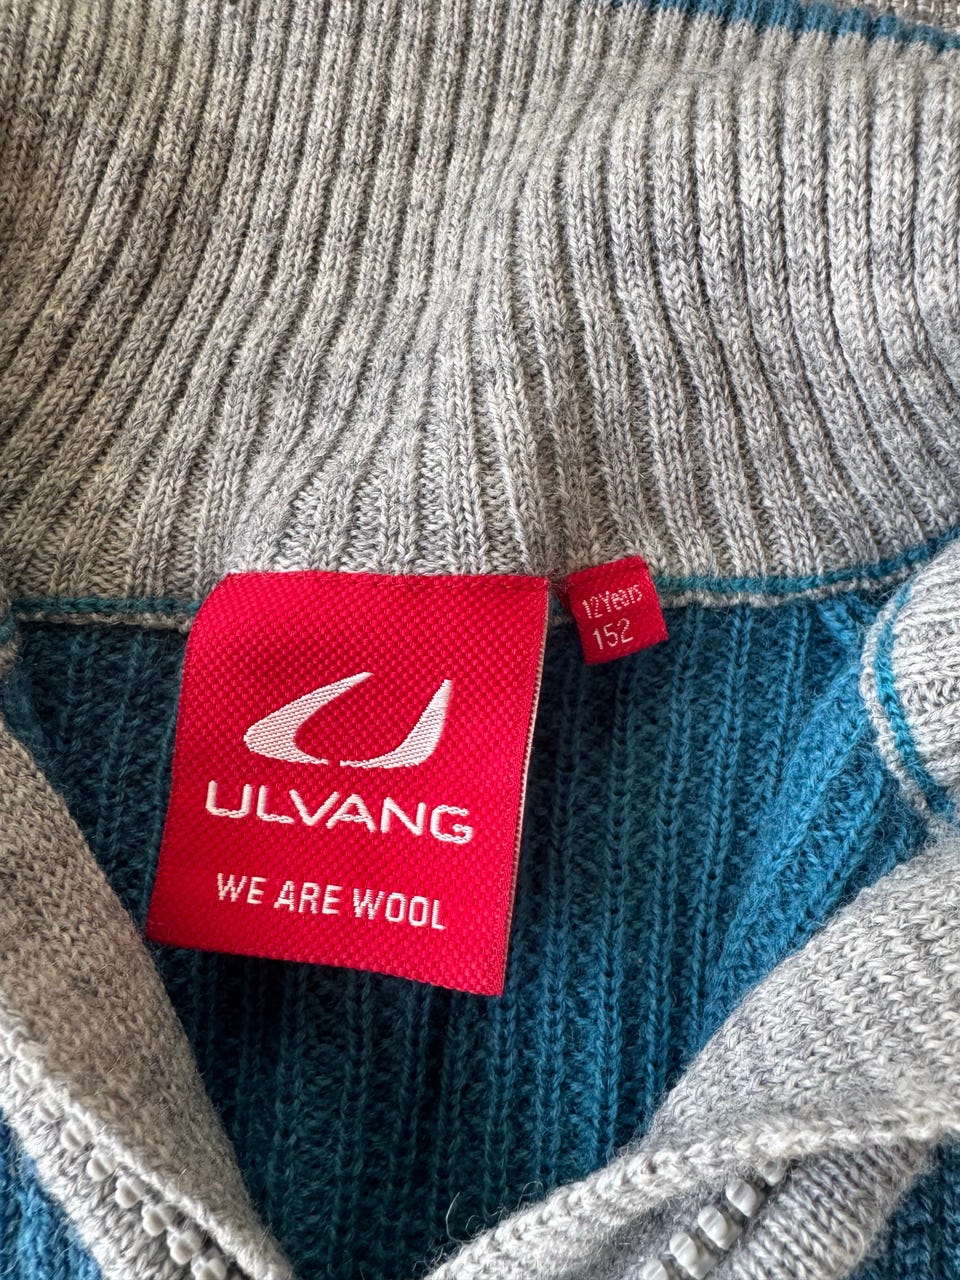 ULVANG
WE ARE WOOL
12Years
152